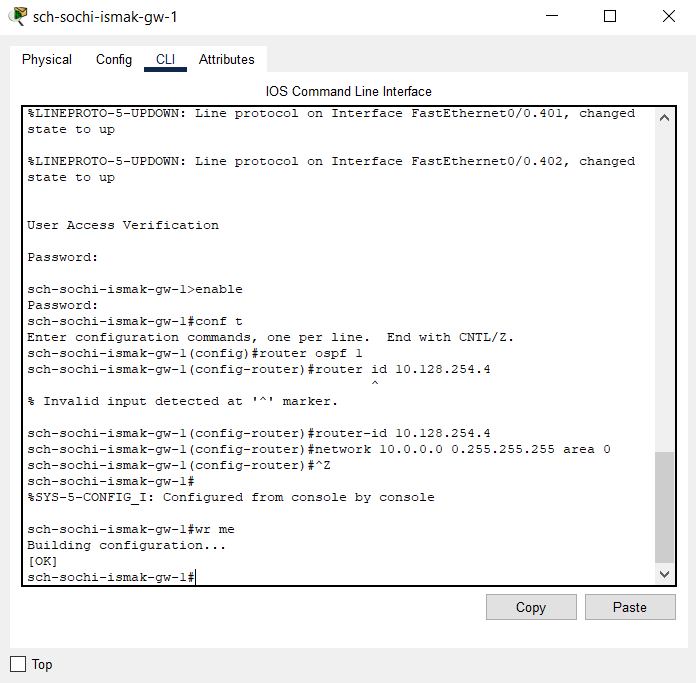 sch-sochi-ismak-gw-1
Physical Config CLI Attributes
IOS Command Line Interface
%LINEPROTO-5-UPDOWN: Line protocol on Interface FastEthernet0/0.401, changed
state to up
%LINEPROTO-5-UPDOWN: Line protocol on Interface FastEthernet0/0.402, changed
state to up
User Access Verification
Password:
sch-sochi-ismak-gw-1>enable
Password:
sch-sochi-ismak-gw-1#conf t
Enter configuration commands, one per line.  End with CNTL/Z.
sch-sochi-ismak-gw-1(config)#router ospf 1
sch-sochi-ismak-gw-1(config-router)#router id 10.128.254.4
^
% Invalid input detected at '^' marker.
sch-sochi-ismak-gw-1(config-router)#router-id 10.128.254.4
sch-sochi-ismak-gw-1(config-router)#network 10.0.0.0 0.255.255.255 area 0
sch-sochi-ismak-gw-1(config-router)#^Z
sch-sochi-ismak-gw-1#
%SYS-5-CONFIG_I: Configured from console by console
sch-sochi-ismak-gw-1#wr me
Building configuration...
[OK]
sch-sochi-ismak-gw-1#
Copy Paste
Top